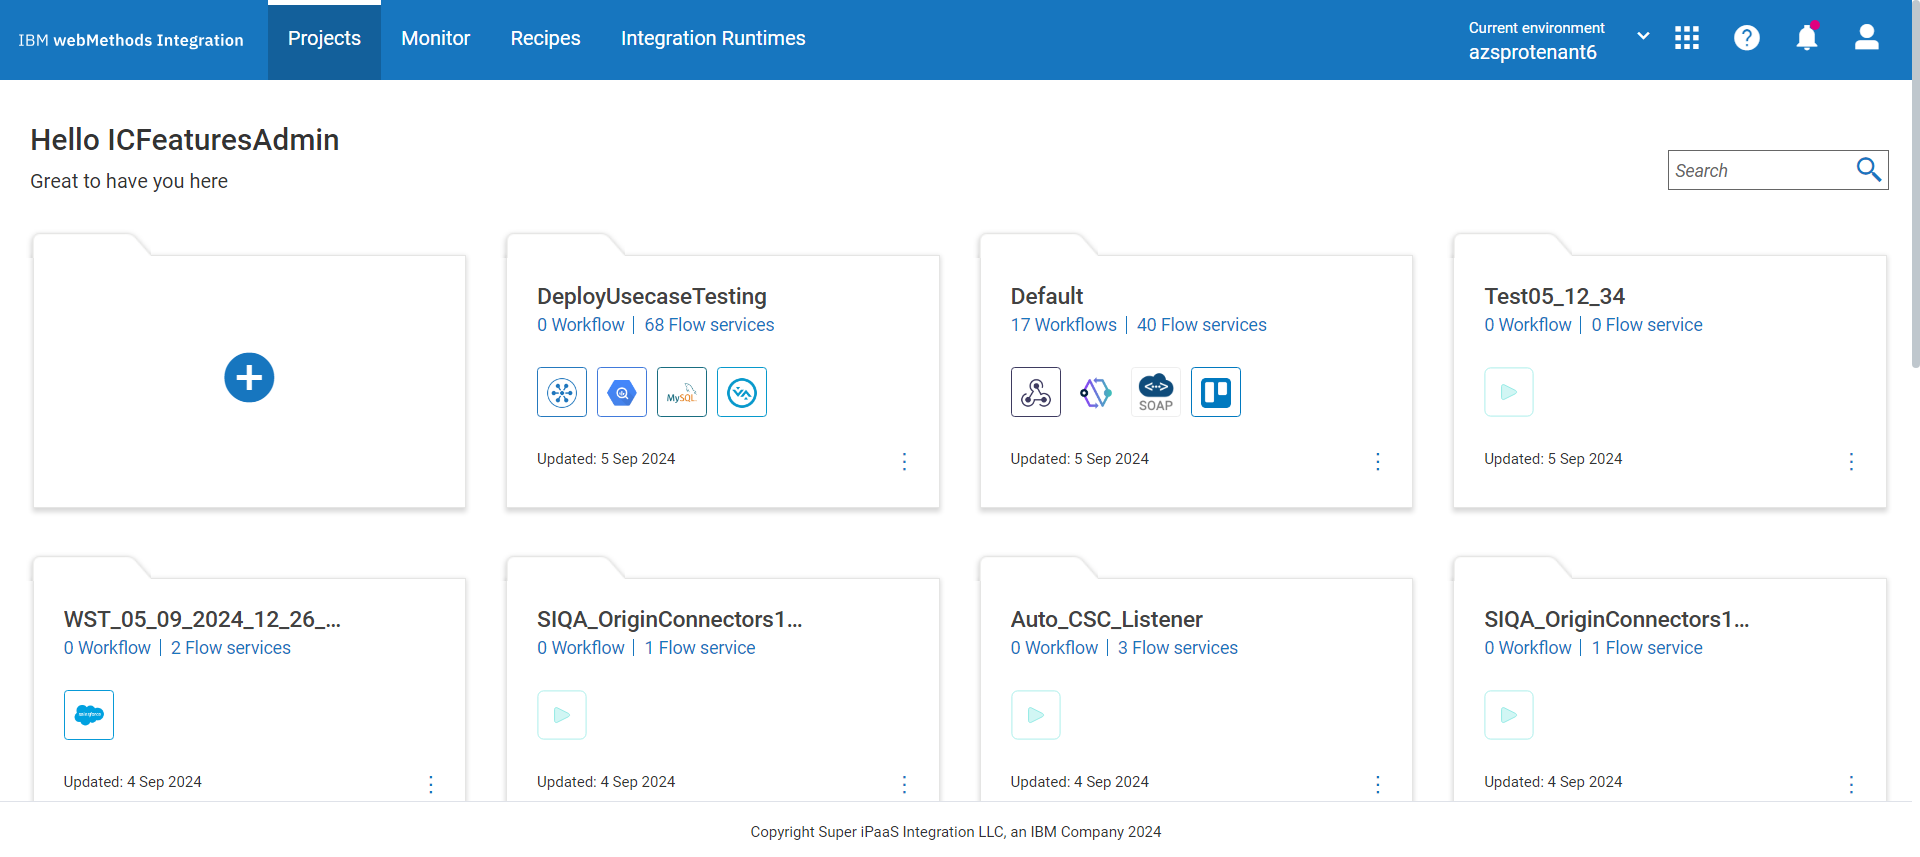 IBM webMethods Integration
Projects
Monitor
Recipes
Integration Runtimes
Current environment
azsprotenant6
Hello ICFeaturesAdmin
Great to have you here
Search
DeployUsecaseTesting
0 Workflow | 68 Flow services
MySQL
Updated: 5 Sep 2024
Default
17 Workflows | 40 Flow services
SOAP
Updated: 5 Sep 2024
Test05_12_34
0 Workflow | 0 Flow service
Updated: 5 Sep 2024
WST_05_09_2024_12_26_...
0 Workflow | 2 Flow services
salesforce
Updated: 4 Sep 2024
SIQA_OriginConnectors1...
0 Workflow | 1 Flow service
Updated: 4 Sep 2024
Auto_CSC_Listener
0 Workflow | 3 Flow services
Updated: 4 Sep 2024
SIQA_OriginConnectors1...
0 Workflow | 1 Flow service
Updated: 4 Sep 2024
Copyright Super iPaaS Integration LLC, an IBM Company 2024